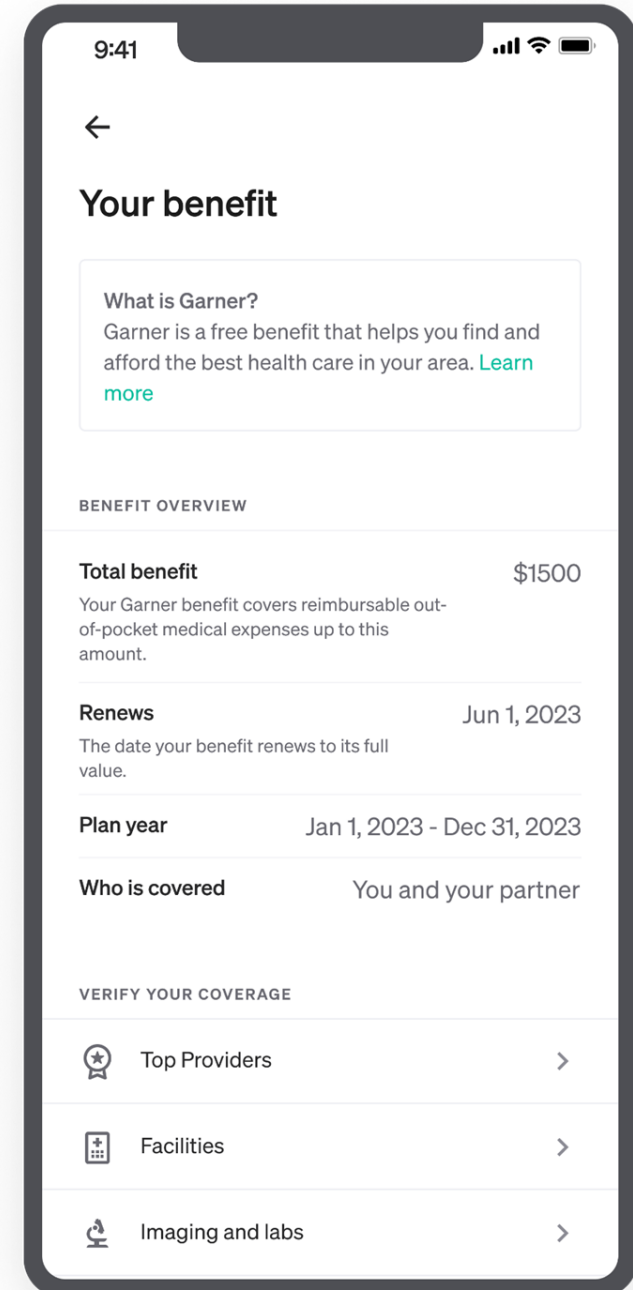 9:41
Your benefit
What is Garner?
Garner is a free benefit that helps you find and
afford the best health care in your area. Learn
more
BENEFIT OVERVIEW
Total benefit
$1500
Your Garner benefit covers reimbursable out-
of-pocket medical expenses up to this
amount.
Renews
Jun 1, 2023
The date your benefit renews to its full
value.
Plan year
Jan 1, 2023 - Dec 31, 2023
Who is covered
You and your partner
VERIFY YOUR COVERAGE
Top Providers
Facilities
Imaging and labs